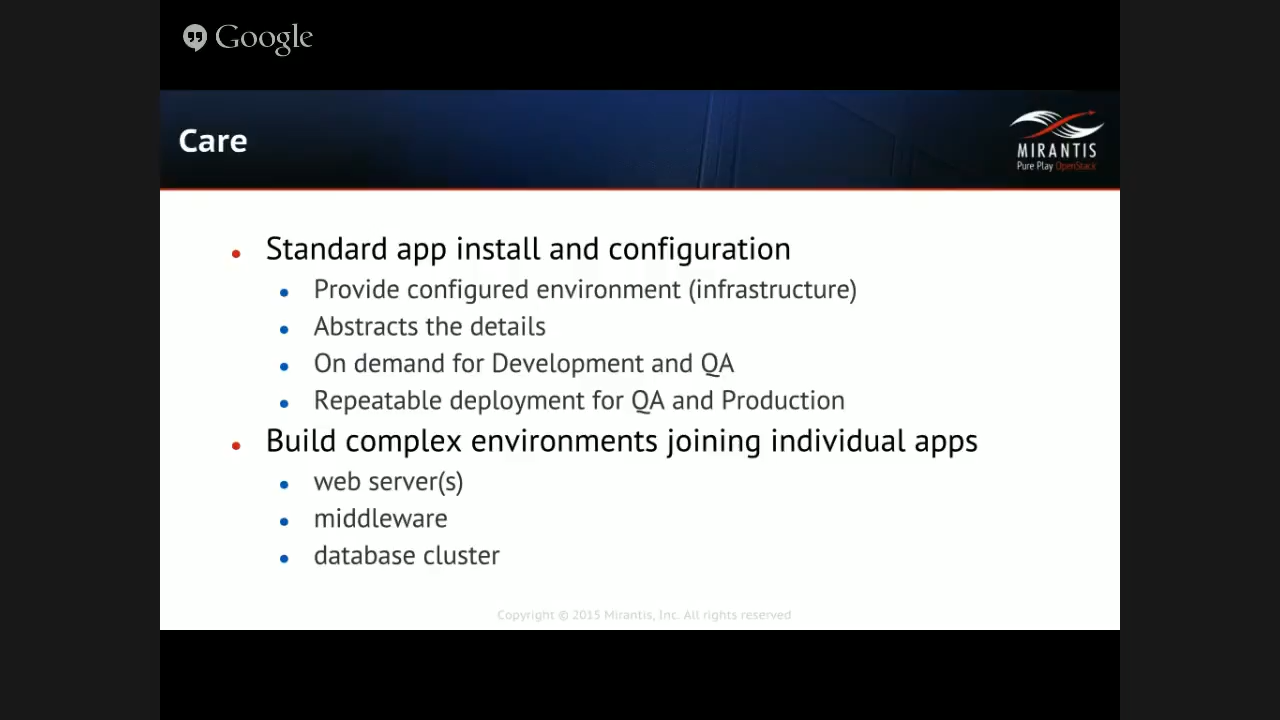 Google
Care
MIRANTIS
Pure Play OpenStack
Standard app install and configuration
Provide configured environment (infrastructure)
Abstracts the details
On demand for Development and QA
Repeatable deployment for QA and Production
Build complex environments joining individual apps
web server(s)
middleware
database cluster
Copyright © 2015 Mirantis, Inc. All rights reserved